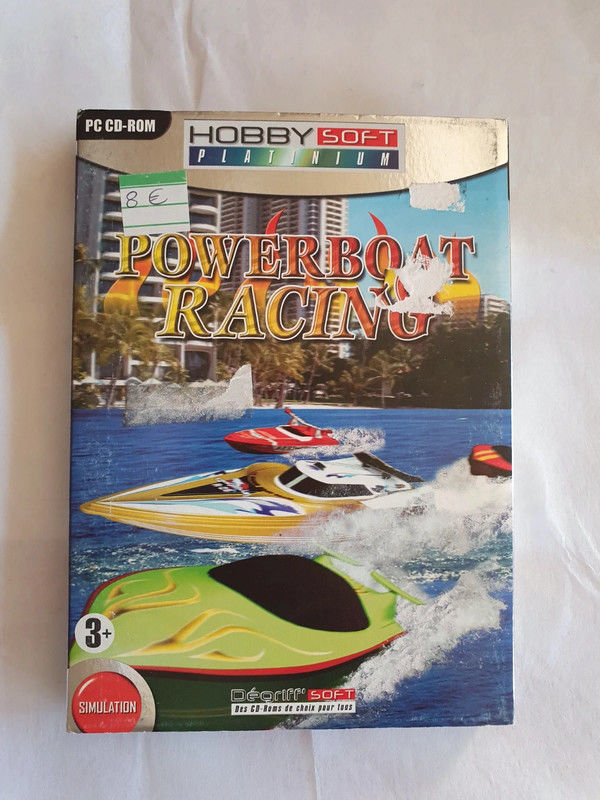 PC CD-ROM
HOBBY SOFT
PLATINIUM
8 €
POWERBOAT
RACING
3+
SIMULATION
Dégriff' SOFT
Des CD-Roms de choix pour tous